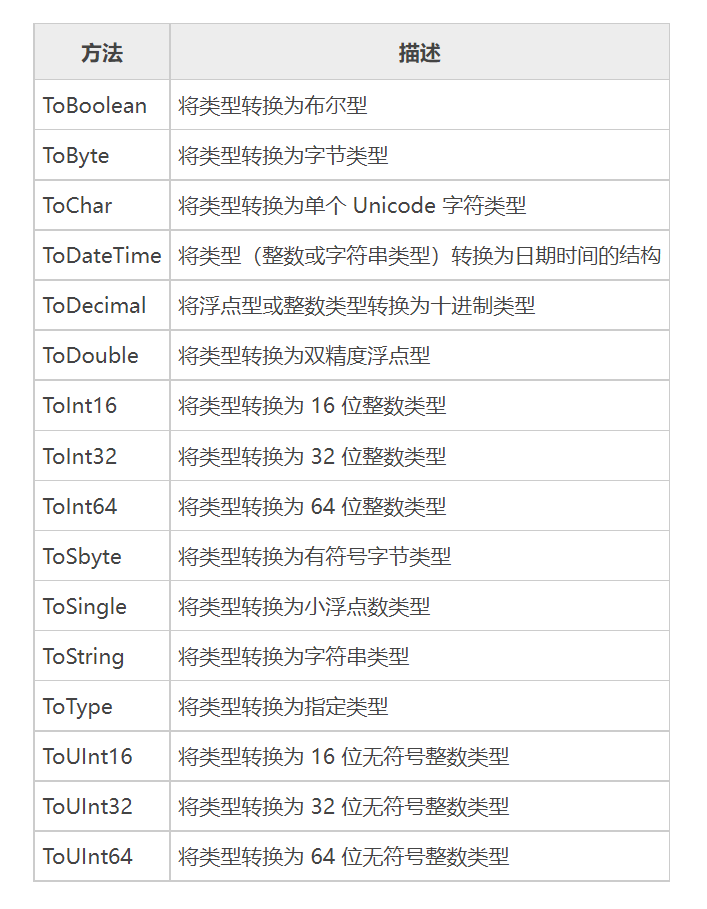 方法 描述
ToBoolean 将类型转换为布尔型
ToByte 将类型转换为字节类型
ToChar 将类型转换为单个 Unicode 字符类型
ToDateTime 将类型（整数或字符串类型）转换为日期时间的结构
ToDecimal 将浮点型或整数类型转换为十进制类型
ToDouble 将类型转换为双精度浮点型
ToInt16 将类型转换为 16 位整数类型
ToInt32 将类型转换为 32 位整数类型
ToInt64 将类型转换为 64 位整数类型
ToSbyte 将类型转换为有符号字节类型
ToSingle 将类型转换为小浮点数类型
ToString 将类型转换为字符串类型
ToType 将类型转换为指定类型
ToUInt16 将类型转换为 16 位无符号整数类型
ToUInt32 将类型转换为 32 位无符号整数类型
ToUInt64 将类型转换为 64 位无符号整数类型